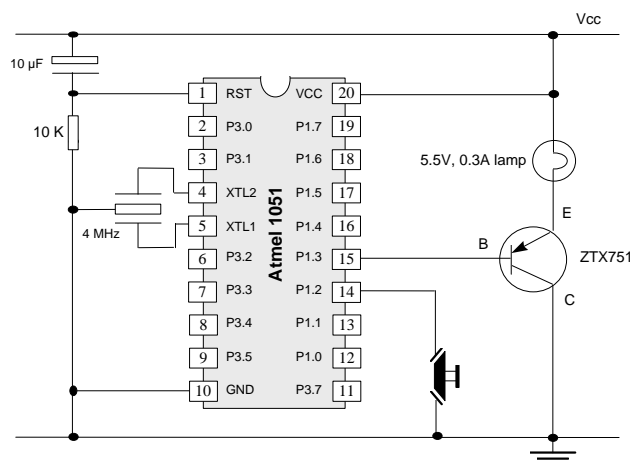 Vcc
10 µF
1 RST VCC 20
2 P3.0 P1.7 19
10 K
3 P3.1 P1.6 18
5.5V, 0.3A lamp
4 XTL2 P1.5 17
5 XTL1 P1.4 16
4 MHz
Atmel 1051
E
6 P3.2 P1.3 15
B
ZTX751
7 P3.3 P1.2 14
C
8 P3.4 P1.1 13
9 P3.5 P1.0 12
10 GND P3.7 11